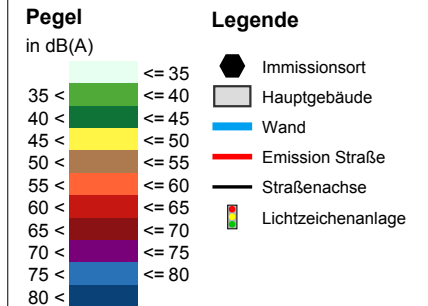 Pegel
in dB(A)
<= 35
35 < <= 40
40 < <= 45
45 < <= 50
50 < <= 55
55 < <= 60
60 < <= 65
65 < <= 70
70 < <= 75
75 < <= 80
80 <
Legende
Immissionsort
Hauptgebäude
Wand
Emission Straße
Straßenachse
Lichtzeichenanlage